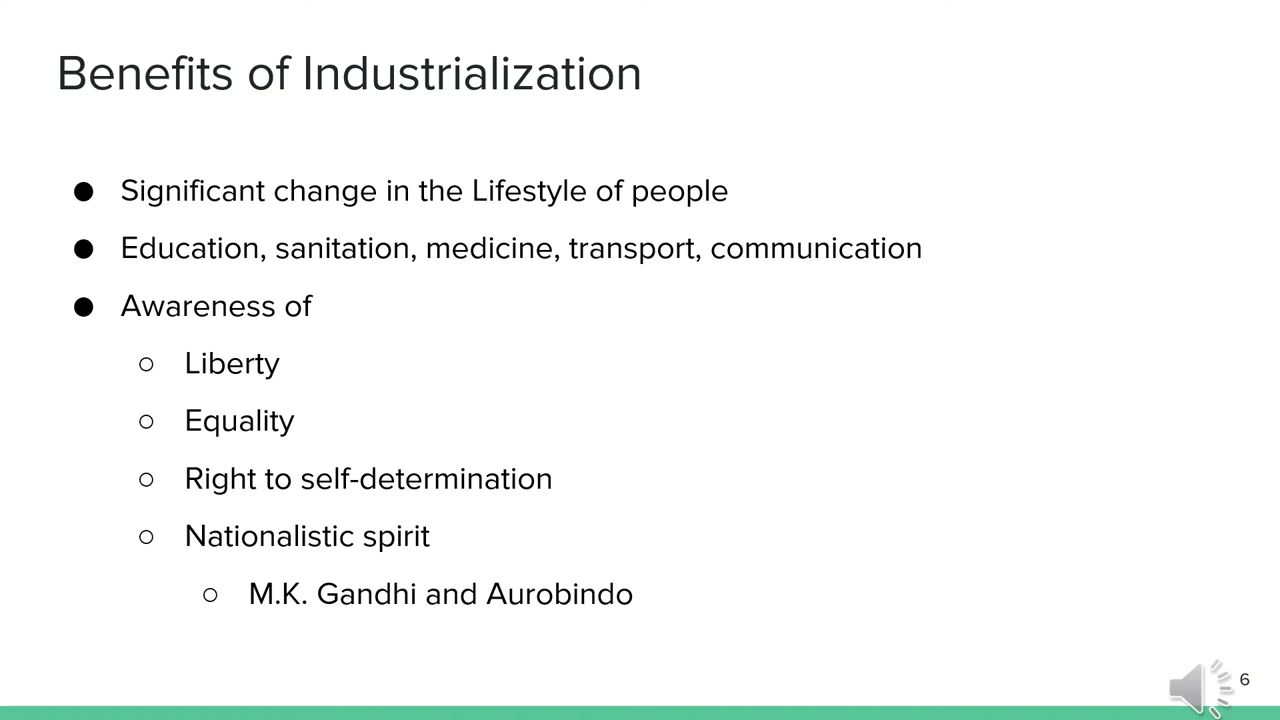 Benefits of Industrialization
● Significant change in the Lifestyle of people
● Education, sanitation, medicine, transport, communication
● Awareness of
○ Liberty
○ Equality
○ Right to self-determination
○ Nationalistic spirit
○ M.K. Gandhi and Aurobindo
6